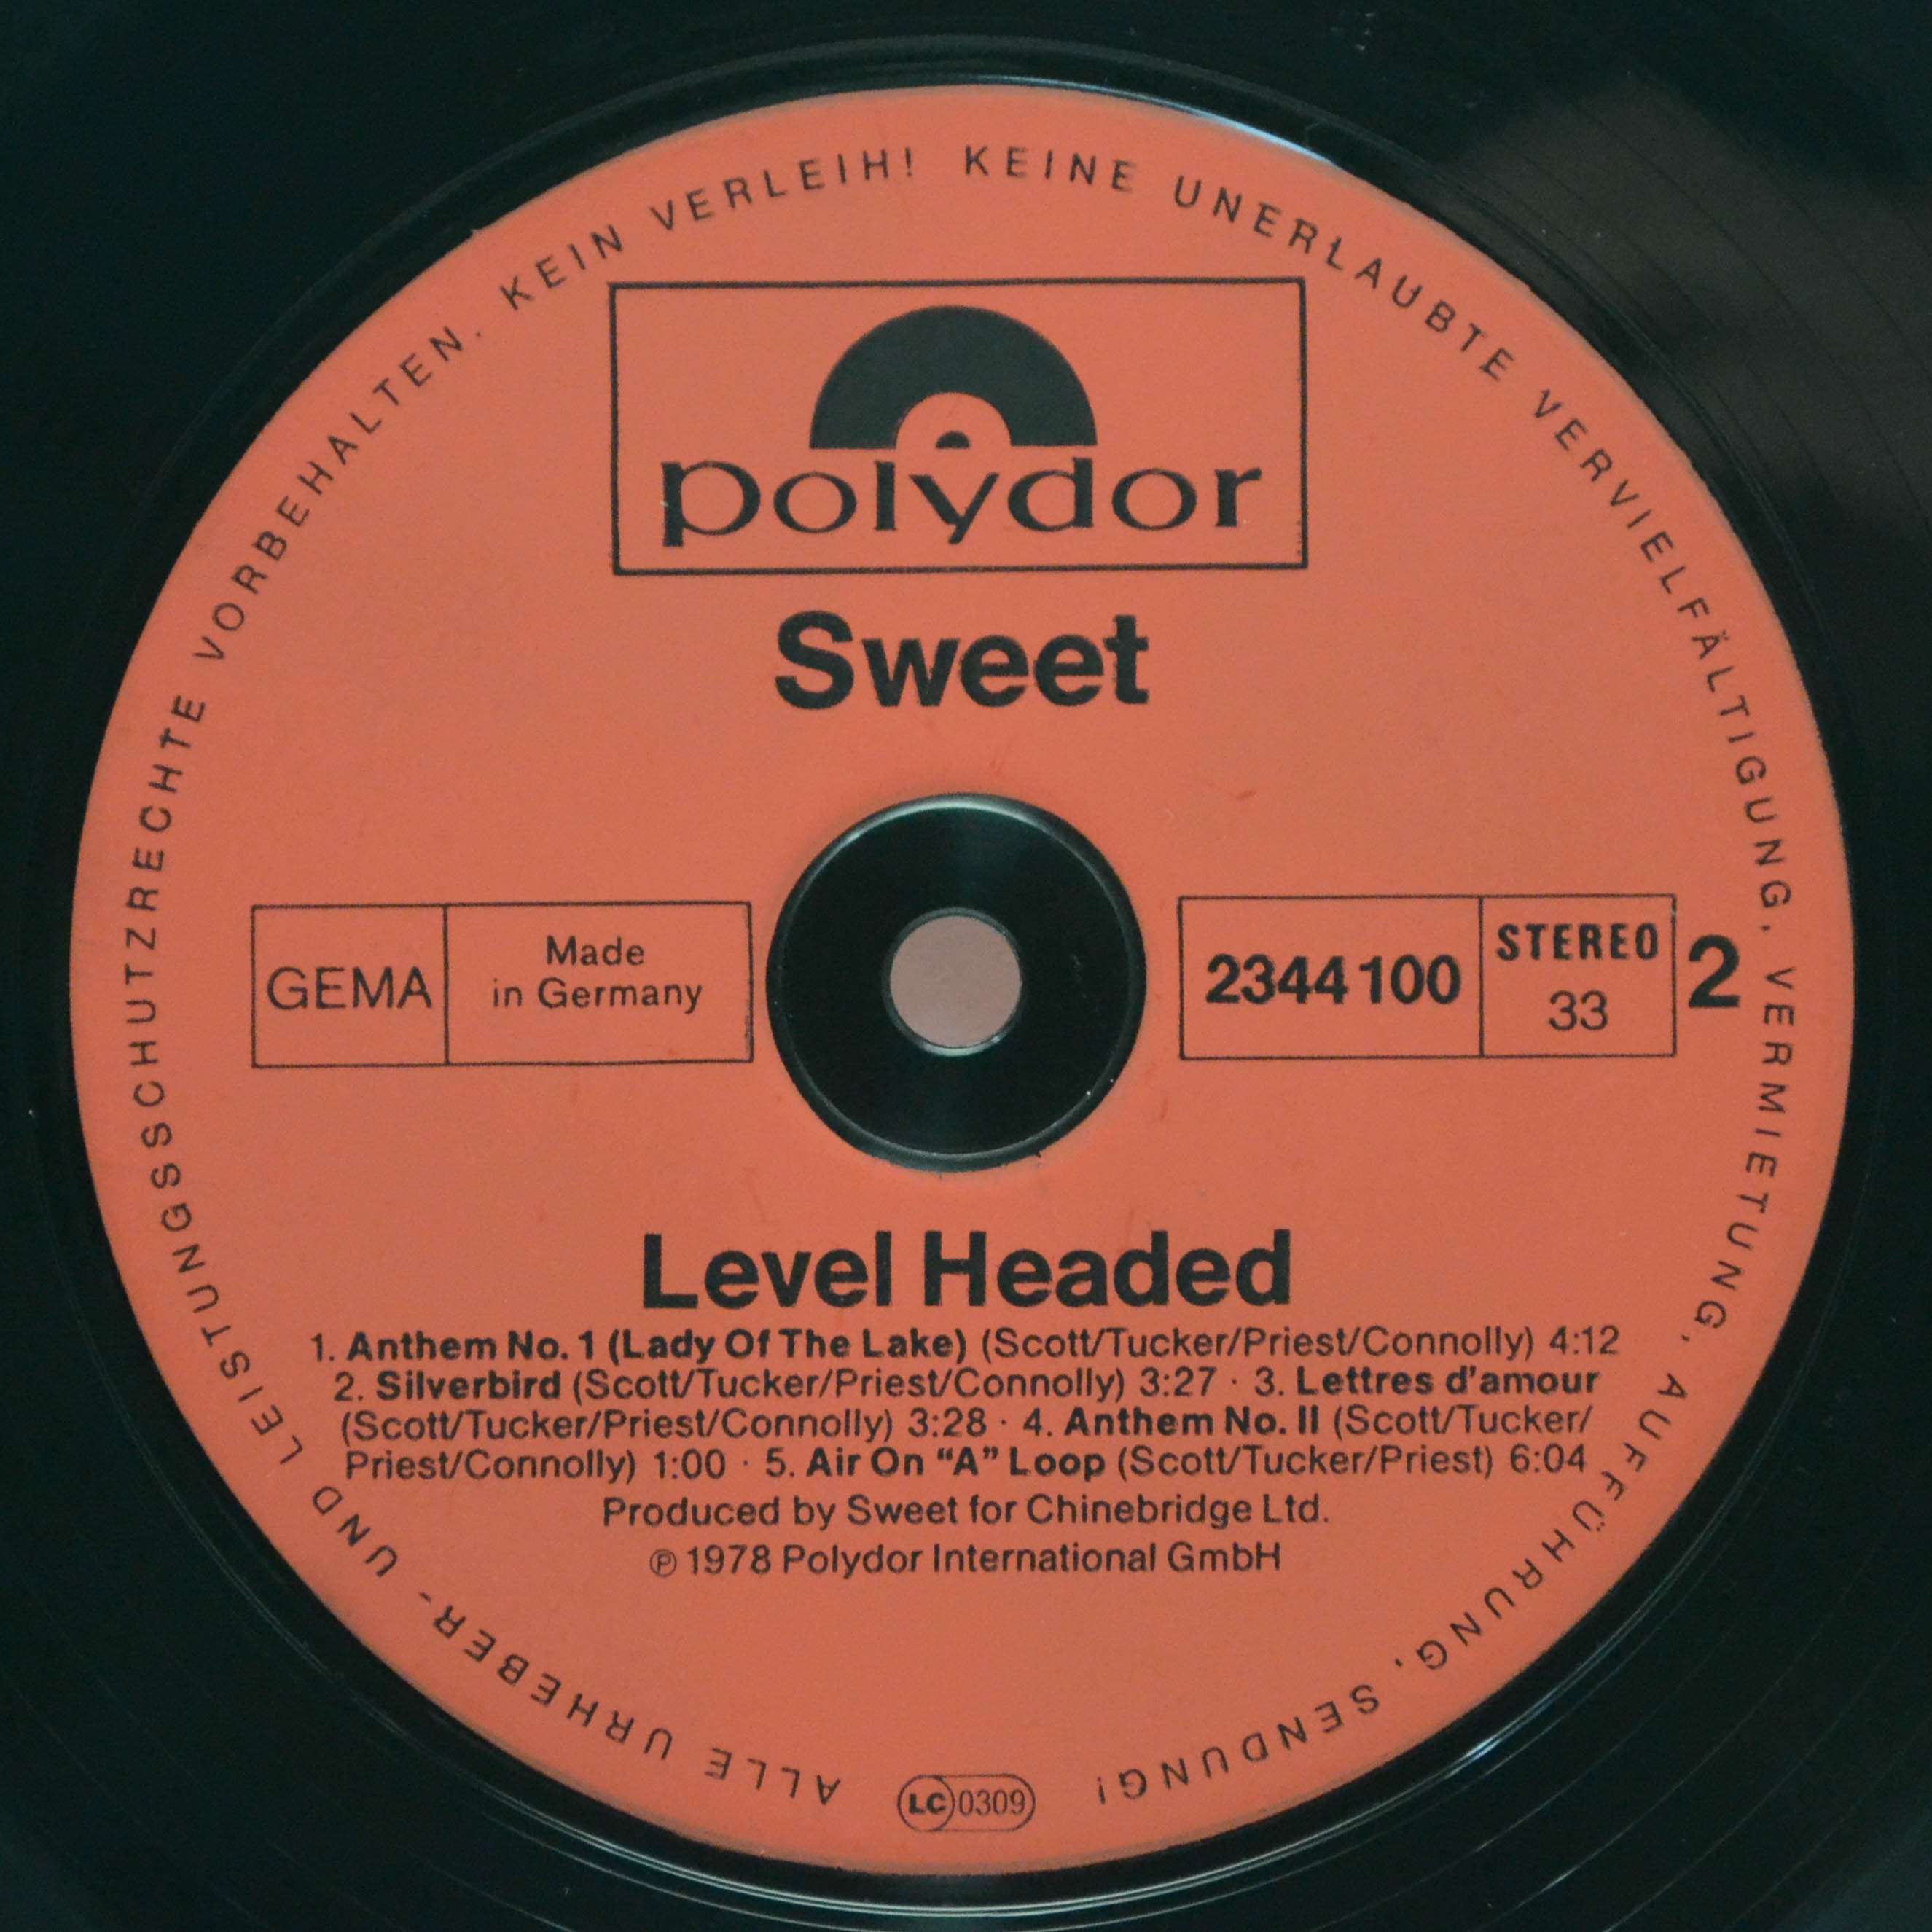 ALLE URHEBER- UND LEISTUNGSSCHUTZRECHTE VORBEHALTEN. KEIN VERLEIH! KEINE UNERLAUBTE VERVIELFÄLTIGUNG, VERMIETUNG, AUFFÜHRUNG, SENDUNG!
polydor
Sweet
GEMA
Made
in Germany
2344 100
STEREO
33
2
Level Headed
1. Anthem No. 1 (Lady Of The Lake) (Scott/Tucker/Priest/Connolly) 4:12
2. Silverbird (Scott/Tucker/Priest/Connolly) 3:27 · 3. Lettres d'amour
(Scott/Tucker/Priest/Connolly) 3:28 · 4. Anthem No. II (Scott/Tucker/
Priest/Connolly) 1:00 · 5. Air On “A” Loop (Scott/Tucker/Priest) 6:04
Produced by Sweet for Chinebridge Ltd.
℗ 1978 Polydor International GmbH
LC 0309